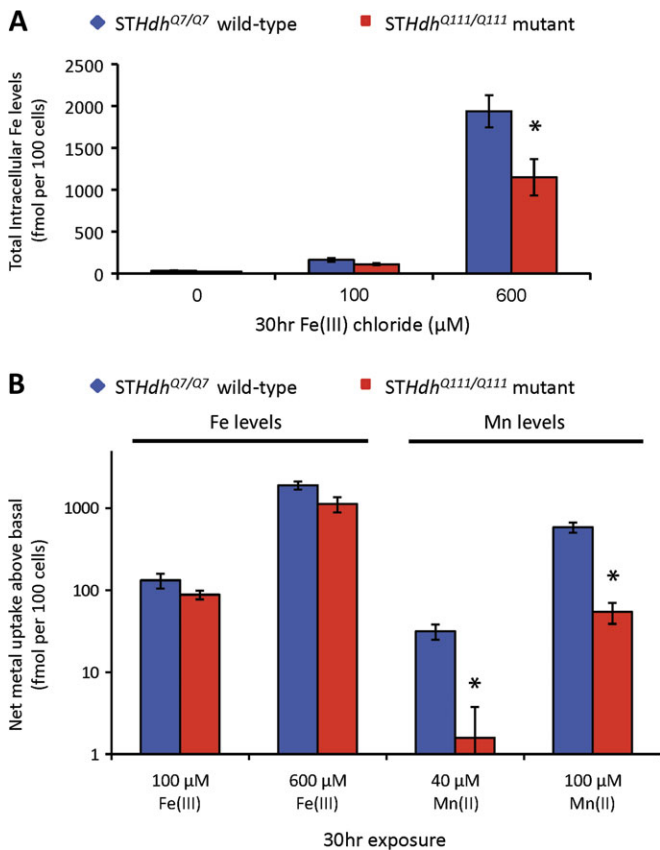 A
STHdhQ7/Q7 wild-type STHdhQ111/Q111 mutant
Total Intracellular Fe levels
(fmol per 100 cells)
2500
2000
1500
1000
500
0
*
0 100 600
30hr Fe(III) chloride (µM)
B
STHdhQ7/Q7 wild-type STHdhQ111/Q111 mutant
Fe levels Mn levels
Net metal uptake above basal
(fmol per 100 cells)
1000
100
10
1
*
*
100 µM 600 µM 40 µM 100 µM
Fe(III) Fe(III) Mn(II) Mn(II)
30hr exposure